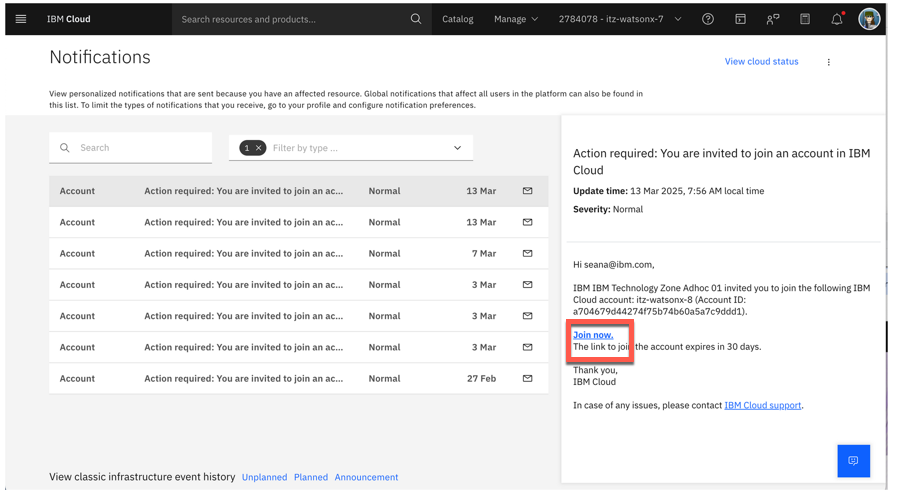 IBM Cloud
Search resources and products...
Catalog
Manage
2784078 - itz-watsonx-7
Notifications
View cloud status
View personalized notifications that are sent because you have an affected resource. Global notifications that affect all users in the platform can also be found in
this list. To limit the types of notifications that you receive, go to your profile and configure notification preferences.
Search
1 Filter by type ...
Account Action required: You are invited to join an ac... Normal 13 Mar
Account Action required: You are invited to join an ac... Normal 13 Mar
Account Action required: You are invited to join an ac... Normal 7 Mar
Account Action required: You are invited to join an ac... Normal 3 Mar
Account Action required: You are invited to join an ac... Normal 3 Mar
Account Action required: You are invited to join an ac... Normal 3 Mar
Account Action required: You are invited to join an ac... Normal 27 Feb
View classic infrastructure event history Unplanned Planned Announcement
Action required: You are invited to join an account in IBM
Cloud
Update time: 13 Mar 2025, 7:56 AM local time
Severity: Normal
Hi seana@ibm.com,
IBM IBM Technology Zone Adhoc 01 invited you to join the following IBM
Cloud account: itz-watsonx-8 (Account ID:
a704679d44274f75b74b60a5a7c9ddd1).
Join now.
The link to join the account expires in 30 days.
Thank you,
IBM Cloud
In case of any issues, please contact IBM Cloud support.